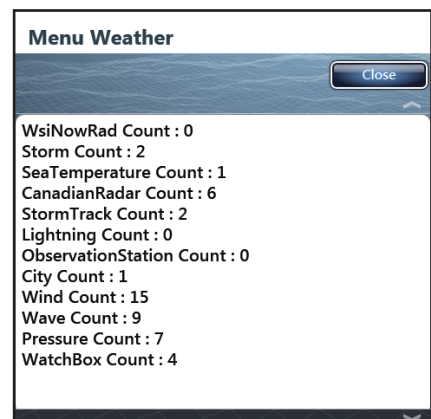 Menu Weather
Close
WsiNowRad Count : 0
Storm Count : 2
SeaTemperature Count : 1
CanadianRadar Count : 6
StormTrack Count : 2
Lightning Count : 0
ObservationStation Count : 0
City Count : 1
Wind Count : 15
Wave Count : 9
Pressure Count : 7
WatchBox Count : 4